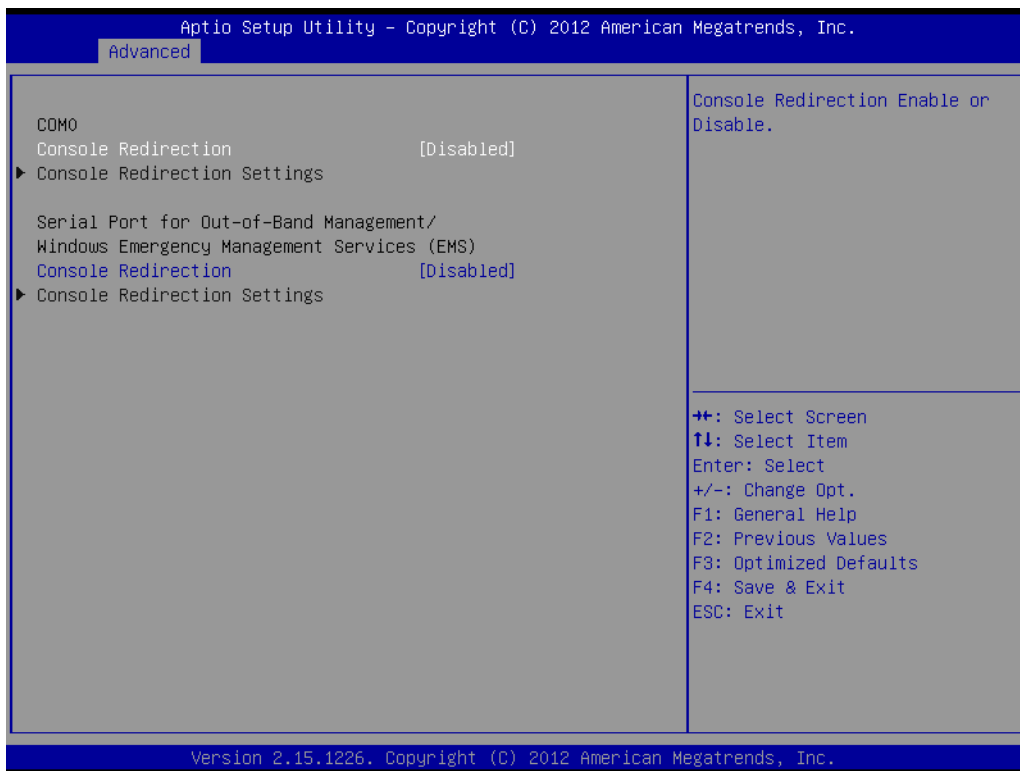 Aptio Setup Utility – Copyright (C) 2012 American Megatrends, Inc.
Advanced
COM0
Console Redirection [Disabled]
▶ Console Redirection Settings
Serial Port for Out-of-Band Management/
Windows Emergency Management Services (EMS)
Console Redirection [Disabled]
▶ Console Redirection Settings
Console Redirection Enable or
Disable.
→←: Select Screen
↑↓: Select Item
Enter: Select
+/-: Change Opt.
F1: General Help
F2: Previous Values
F3: Optimized Defaults
F4: Save & Exit
ESC: Exit
Version 2.15.1226. Copyright (C) 2012 American Megatrends, Inc.